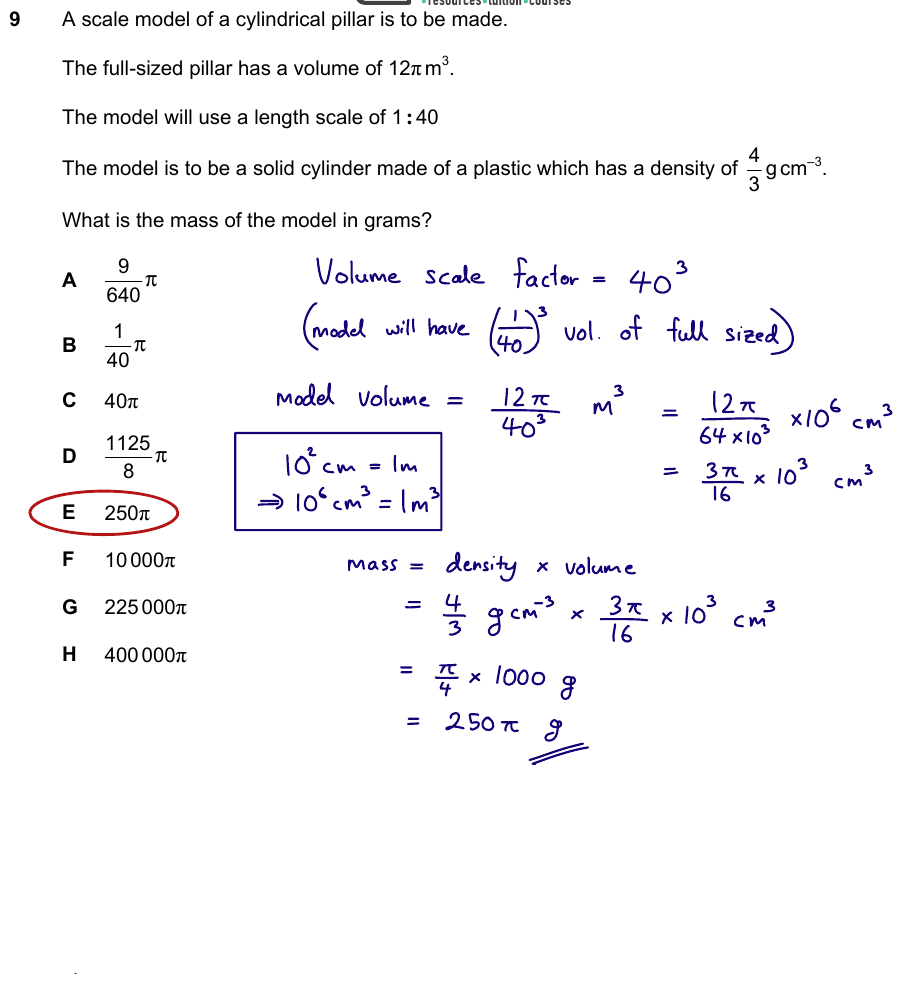 resources•tuition•courses
9 A scale model of a cylindrical pillar is to be made.
The full-sized pillar has a volume of 12π m³.
The model will use a length scale of 1 : 40
The model is to be a solid cylinder made of a plastic which has a density of 4/3 g cm⁻³.
What is the mass of the model in grams?
A 9/640 π
B 1/40 π
C 40π
D 1125/8 π
E 250π
F 10 000π
G 225 000π
H 400 000π
Volume scale factor = 40³
(model will have (1/40)³ vol. of full sized)
model volume = 12π/40³ m³ = 12π/(64×10³) ×10⁶ cm³
= 3π/16 × 10³ cm³
10² cm = 1m
⇒ 10⁶ cm³ = 1m³
mass = density × volume
= 4/3 g cm⁻³ × 3π/16 × 10³ cm³
= π/4 × 1000 g
= 250π g